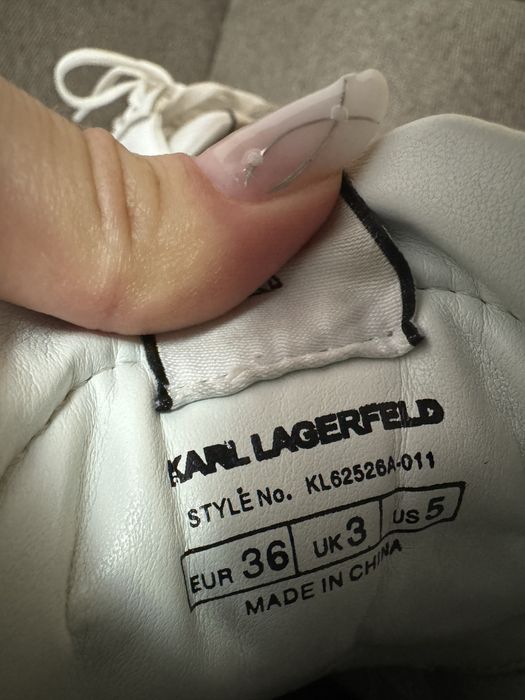 KARL LAGERFELD
STYLE No. KL62526A-011
EUR 36 UK 3 US 5
MADE IN CHINA